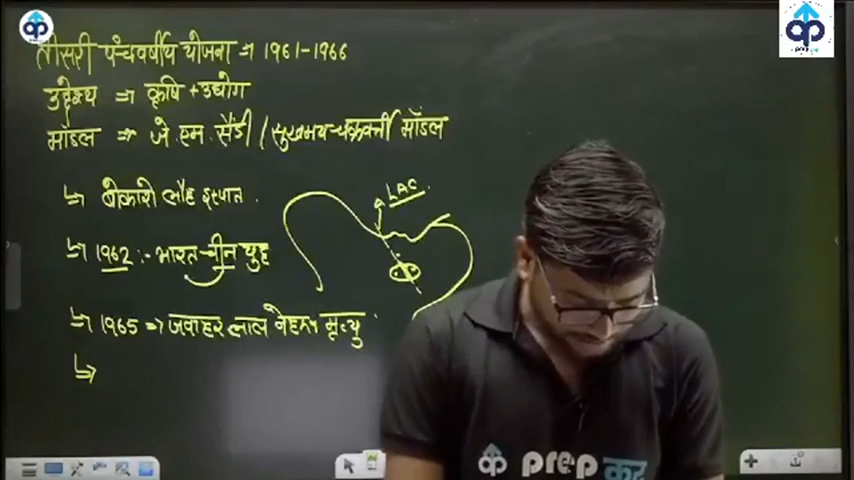 तीसरी पंचवर्षीय योजना ⇒ 1961-1966
उद्देश्य ⇒ कृषि + उद्योग
मॉडल ⇒ जे. एम. सैंडी / सुखमय चक्रवर्ती मॉडल
↳ बोकारो लौह इस्पात .
LAC
↳ 1962 :- भारत-चीन युद्ध
↳ 1965 ⇒ जवाहर लाल नेहरू मृत्यु
prep
कट